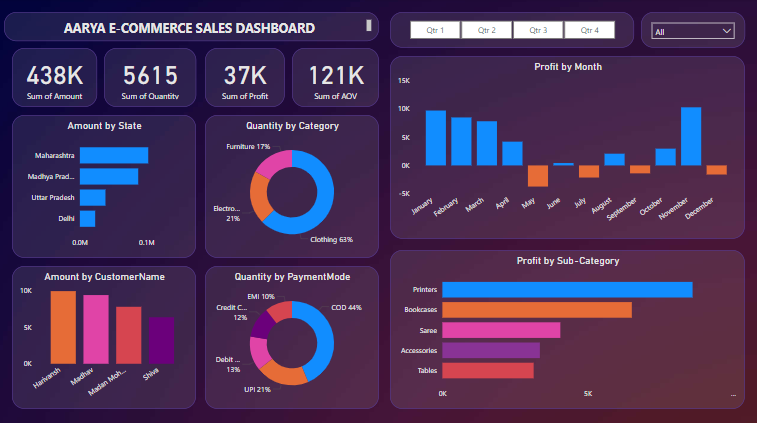 AARYA E-COMMERCE SALES DASHBOARD
Qtr 1
Qtr 2
Qtr 3
Qtr 4
All
438K
Sum of Amount
5615
Sum of Quantity
37K
Sum of Profit
121K
Sum of AOV
Amount by State
Maharashtra
Madhya Prad...
Uttar Pradesh
Delhi
0.0M
0.1M
Quantity by Category
Furniture 17%
Electro...
21%
Clothing 63%
Profit by Month
15K
10K
5K
0K
-5K
January
February
March
April
May
June
July
August
September
October
November
December
Amount by CustomerName
10K
5K
0K
Harivansh
Madhav
Madan Moh...
Shiva
Quantity by PaymentMode
EMI 10%
Credit C...
12%
COD 44%
Debit ...
13%
UPI 21%
Profit by Sub-Category
Printers
Bookcases
Saree
Accessories
Tables
0K
5K
...